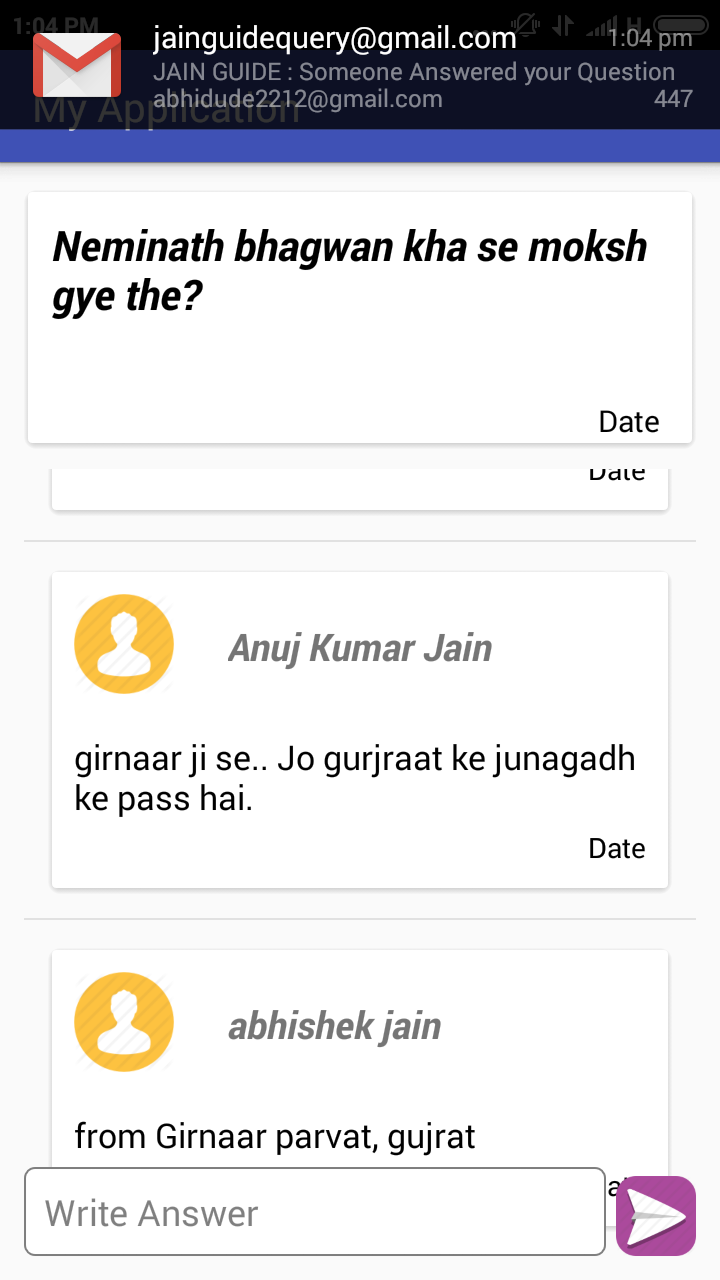 1:04 PM
H
jainguidequery@gmail.com
1:04 pm
JAIN GUIDE : Someone Answered your Question
abhidude2212@gmail.com
447
My Application
Neminath bhagwan kha se moksh
gye the?
Date
Date
Anuj Kumar Jain
girnaar ji se.. Jo gurjraat ke junagadh
ke pass hai.
Date
abhishek jain
from Girnaar parvat, gujrat
Write Answer